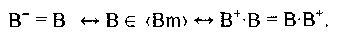 B⁻ = B ↔ B ∈ ⟨Bm⟩ ↔ B⁺·B = B·B⁺.